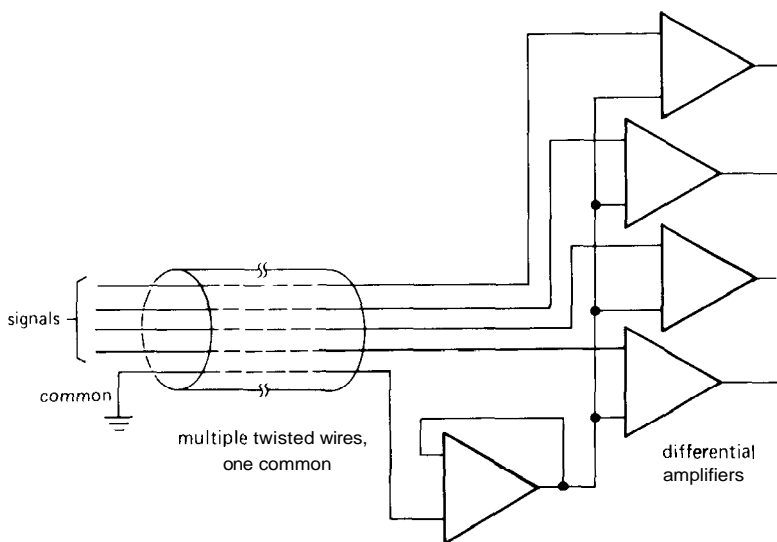 signals
common
multiple twisted wires,
one common
differential
amplifiers